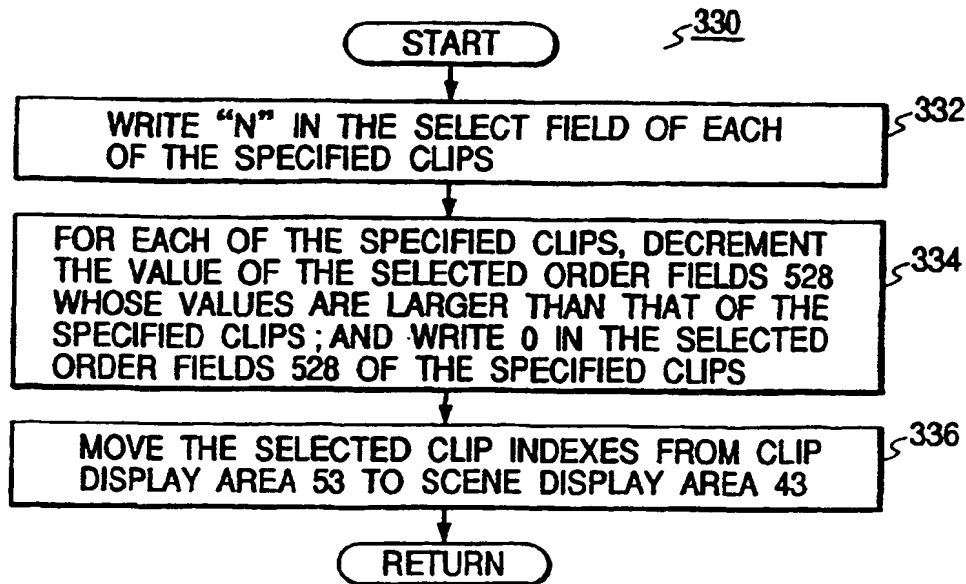 START
330
WRITE “N” IN THE SELECT FIELD OF EACH
OF THE SPECIFIED CLIPS
332
FOR EACH OF THE SPECIFIED CLIPS, DECREMENT
THE VALUE OF THE SELECTED ORDER FIELDS 528
WHOSE VALUES ARE LARGER THAN THAT OF THE
SPECIFIED CLIPS ; AND WRITE 0 IN THE SELECTED
ORDER FIELDS 528 OF THE SPECIFIED CLIPS
334
MOVE THE SELECTED CLIP INDEXES FROM CLIP
DISPLAY AREA 53 TO SCENE DISPLAY AREA 43
336
RETURN